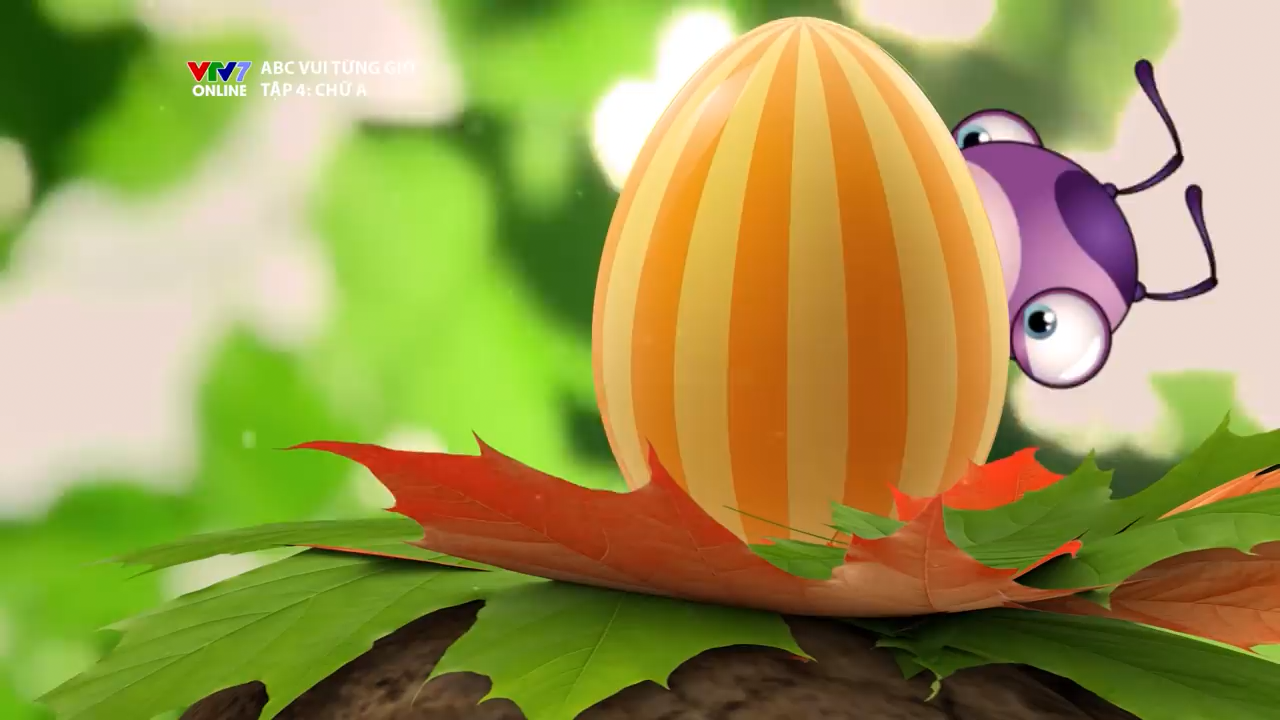 VTV7
ONLINE
ABC VUI TỪNG GIỜ
TẬP 4: CHỮ A